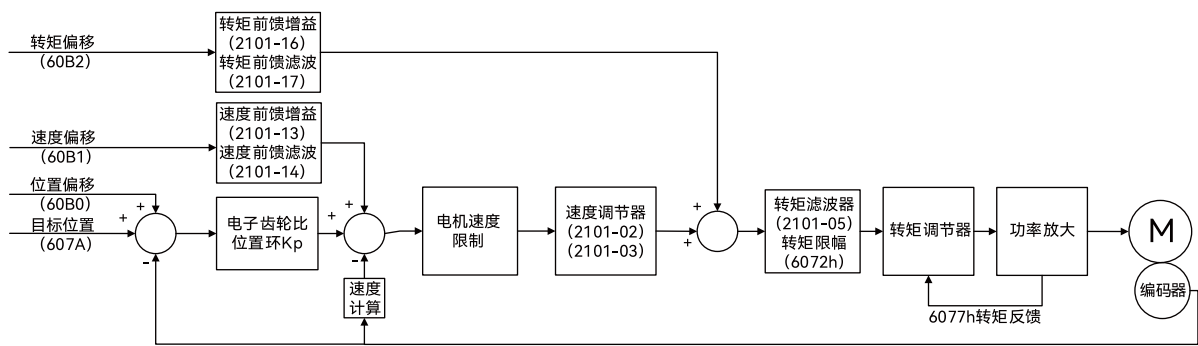 转矩偏移
(60B2)
转矩前馈增益
(2101-16)
转矩前馈滤波
(2101-17)
速度偏移
(60B1)
速度前馈增益
(2101-13)
速度前馈滤波
(2101-14)
位置偏移
(60B0)
目标位置
(607A)
+
+
-
电子齿轮比
位置环Kp
+
+
-
速度
计算
电机速度
限制
速度调节器
(2101-02)
(2101-03)
+
+
转矩滤波器
(2101-05)
转矩限幅
(6072h)
转矩调节器
功率放大
6077h转矩反馈
M
编码器